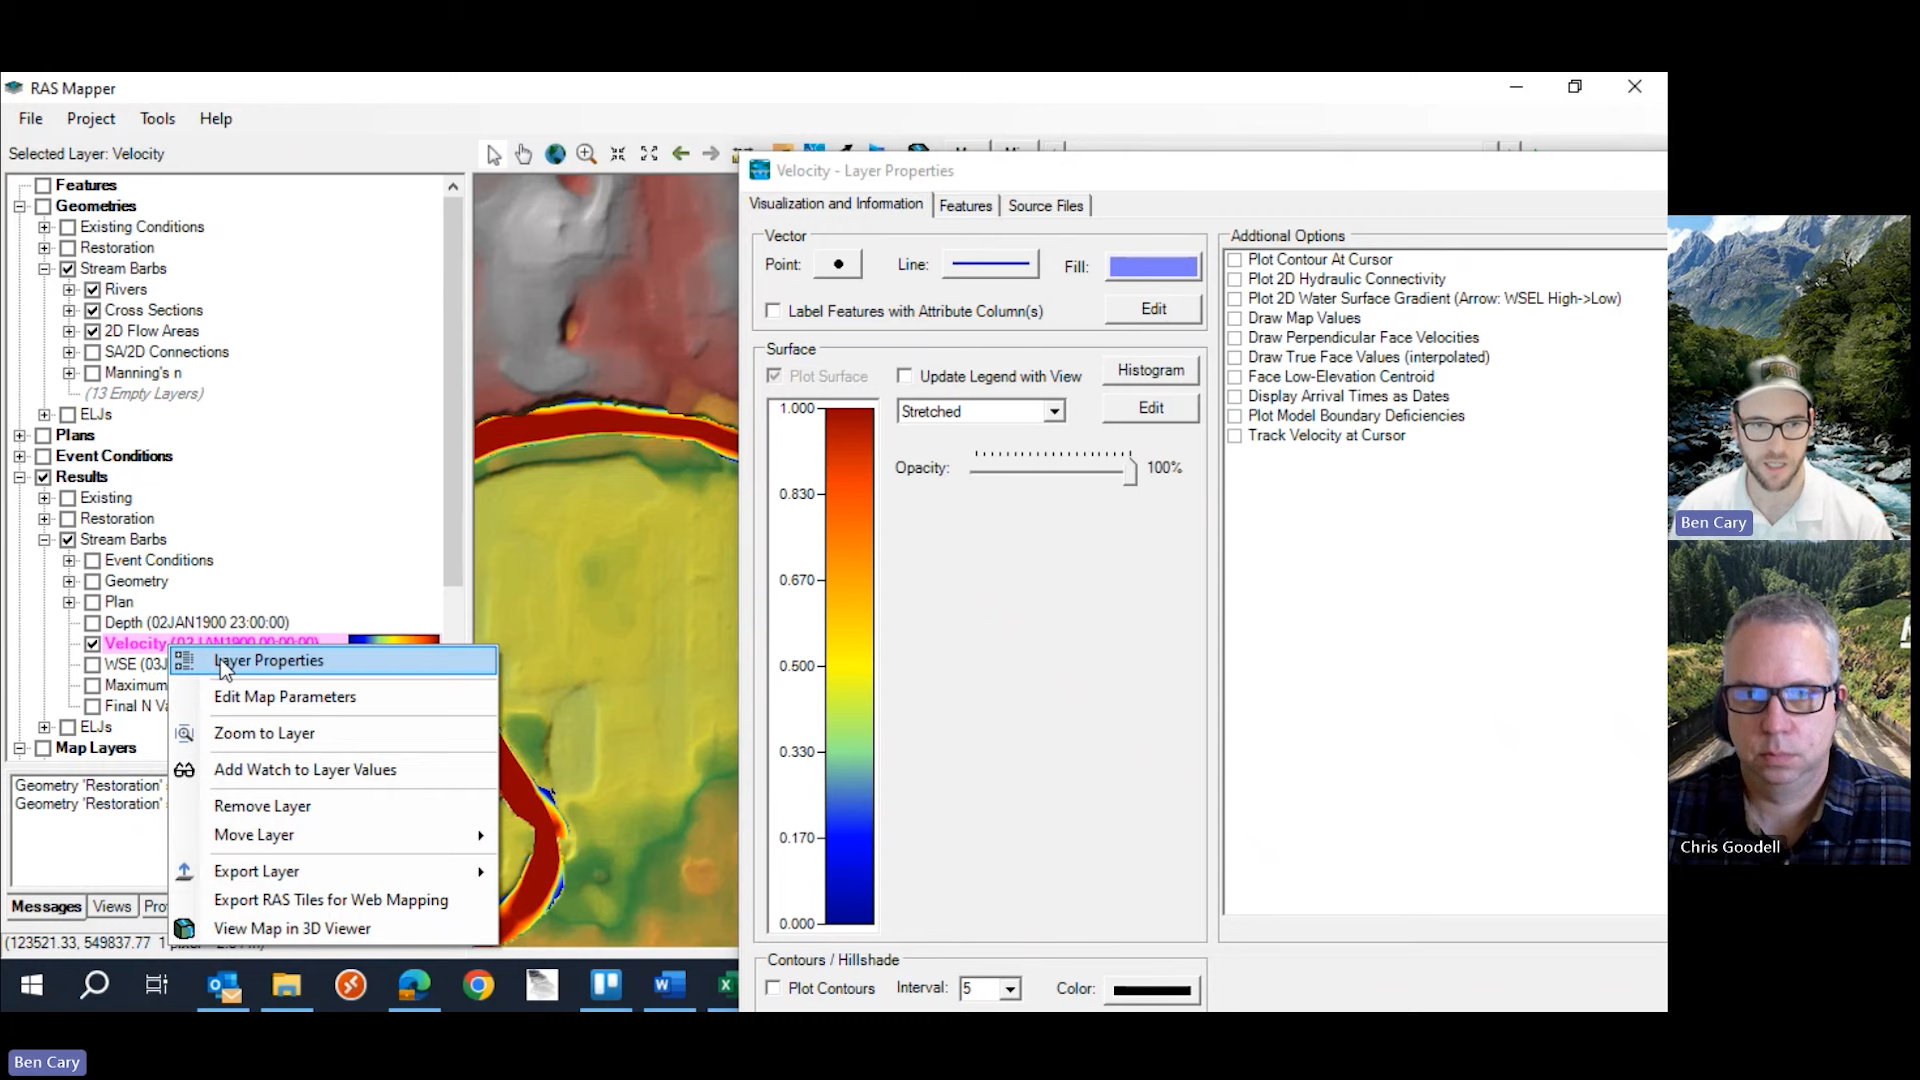 RAS Mapper
File Project Tools Help
Selected Layer: Velocity
Features
Geometries
Existing Conditions
Restoration
Stream Barbs
Rivers
Cross Sections
2D Flow Areas
SA/2D Connections
Manning's n
(13 Empty Layers)
ELJs
Plans
Event Conditions
Results
Existing
Restoration
Stream Barbs
Event Conditions
Geometry
Plan
Depth (02JAN1900 23:00:00)
Velocity
WSE (03J
Maximum
Final N Va
ELJs
Map Layers
Layer Properties
Edit Map Parameters
Zoom to Layer
Add Watch to Layer Values
Remove Layer
Move Layer
Export Layer
Export RAS Tiles for Web Mapping
View Map in 3D Viewer
Geometry 'Restoration'
Geometry 'Restoration'
Messages Views Pro
(123521.33, 549837.77 1
Velocity - Layer Properties
Visualization and Information Features Source Files
Vector
Point: Line: Fill:
Label Features with Attribute Column(s) Edit
Surface
Plot Surface Update Legend with View Histogram
Stretched Edit
Opacity: 100%
1.000
0.830
0.670
0.500
0.330
0.170
0.000
Contours / Hillshade
Plot Contours Interval: 5 Color:
Addtional Options
Plot Contour At Cursor
Plot 2D Hydraulic Connectivity
Plot 2D Water Surface Gradient (Arrow: WSEL High->Low)
Draw Map Values
Draw Perpendicular Face Velocities
Draw True Face Values (interpolated)
Face Low-Elevation Centroid
Display Arrival Times as Dates
Plot Model Boundary Deficiencies
Track Velocity at Cursor
Ben Cary
Chris Goodell
Ben Cary